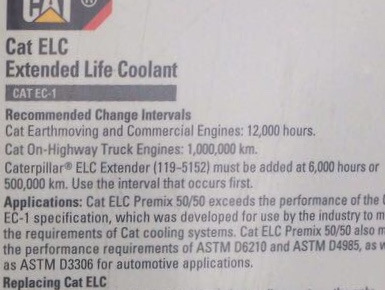 CAT ®
Cat ELC
Extended Life Coolant
CAT EC-1
Recommended Change Intervals
Cat Earthmoving and Commercial Engines: 12,000 hours.
Cat On-Highway Truck Engines: 1,000,000 km.
Caterpillar® ELC Extender (119-5152) must be added at 6,000 hours or
500,000 km. Use the interval that occurs first.
Applications: Cat ELC Premix 50/50 exceeds the performance of the
EC-1 specification, which was developed for use by the industry to
the requirements of Cat cooling systems. Cat ELC Premix 50/50 also
the performance requirements of ASTM D6210 and ASTM D4985, as
as ASTM D3306 for automotive applications.
Replacing Cat ELC